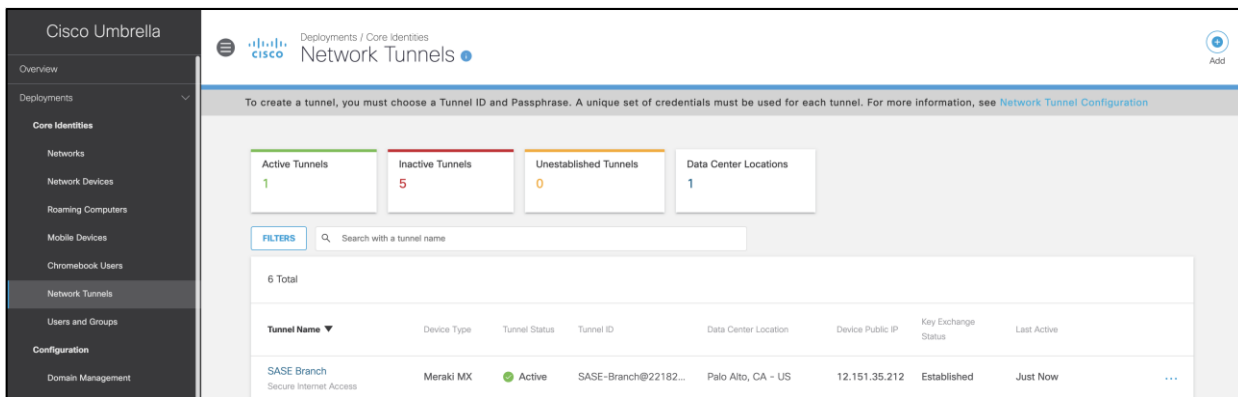 Cisco Umbrella
Overview
Deployments
Core Identities
Networks
Network Devices
Roaming Computers
Mobile Devices
Chromebook Users
Network Tunnels
Users and Groups
Configuration
Domain Management
CISCO
Deployments / Core Identities
Network Tunnels
Add
To create a tunnel, you must choose a Tunnel ID and Passphrase. A unique set of credentials must be used for each tunnel. For more information, see Network Tunnel Configuration
Active Tunnels
1
Inactive Tunnels
5
Unestablished Tunnels
0
Data Center Locations
1
FILTERS
Search with a tunnel name
6 Total
Tunnel Name ▼ Device Type Tunnel Status Tunnel ID Data Center Location Device Public IP Key Exchange Status Last Active
SASE Branch Meraki MX Active SASE-Branch@22182... Palo Alto, CA - US 12.151.35.212 Established Just Now ...
Secure Internet Access